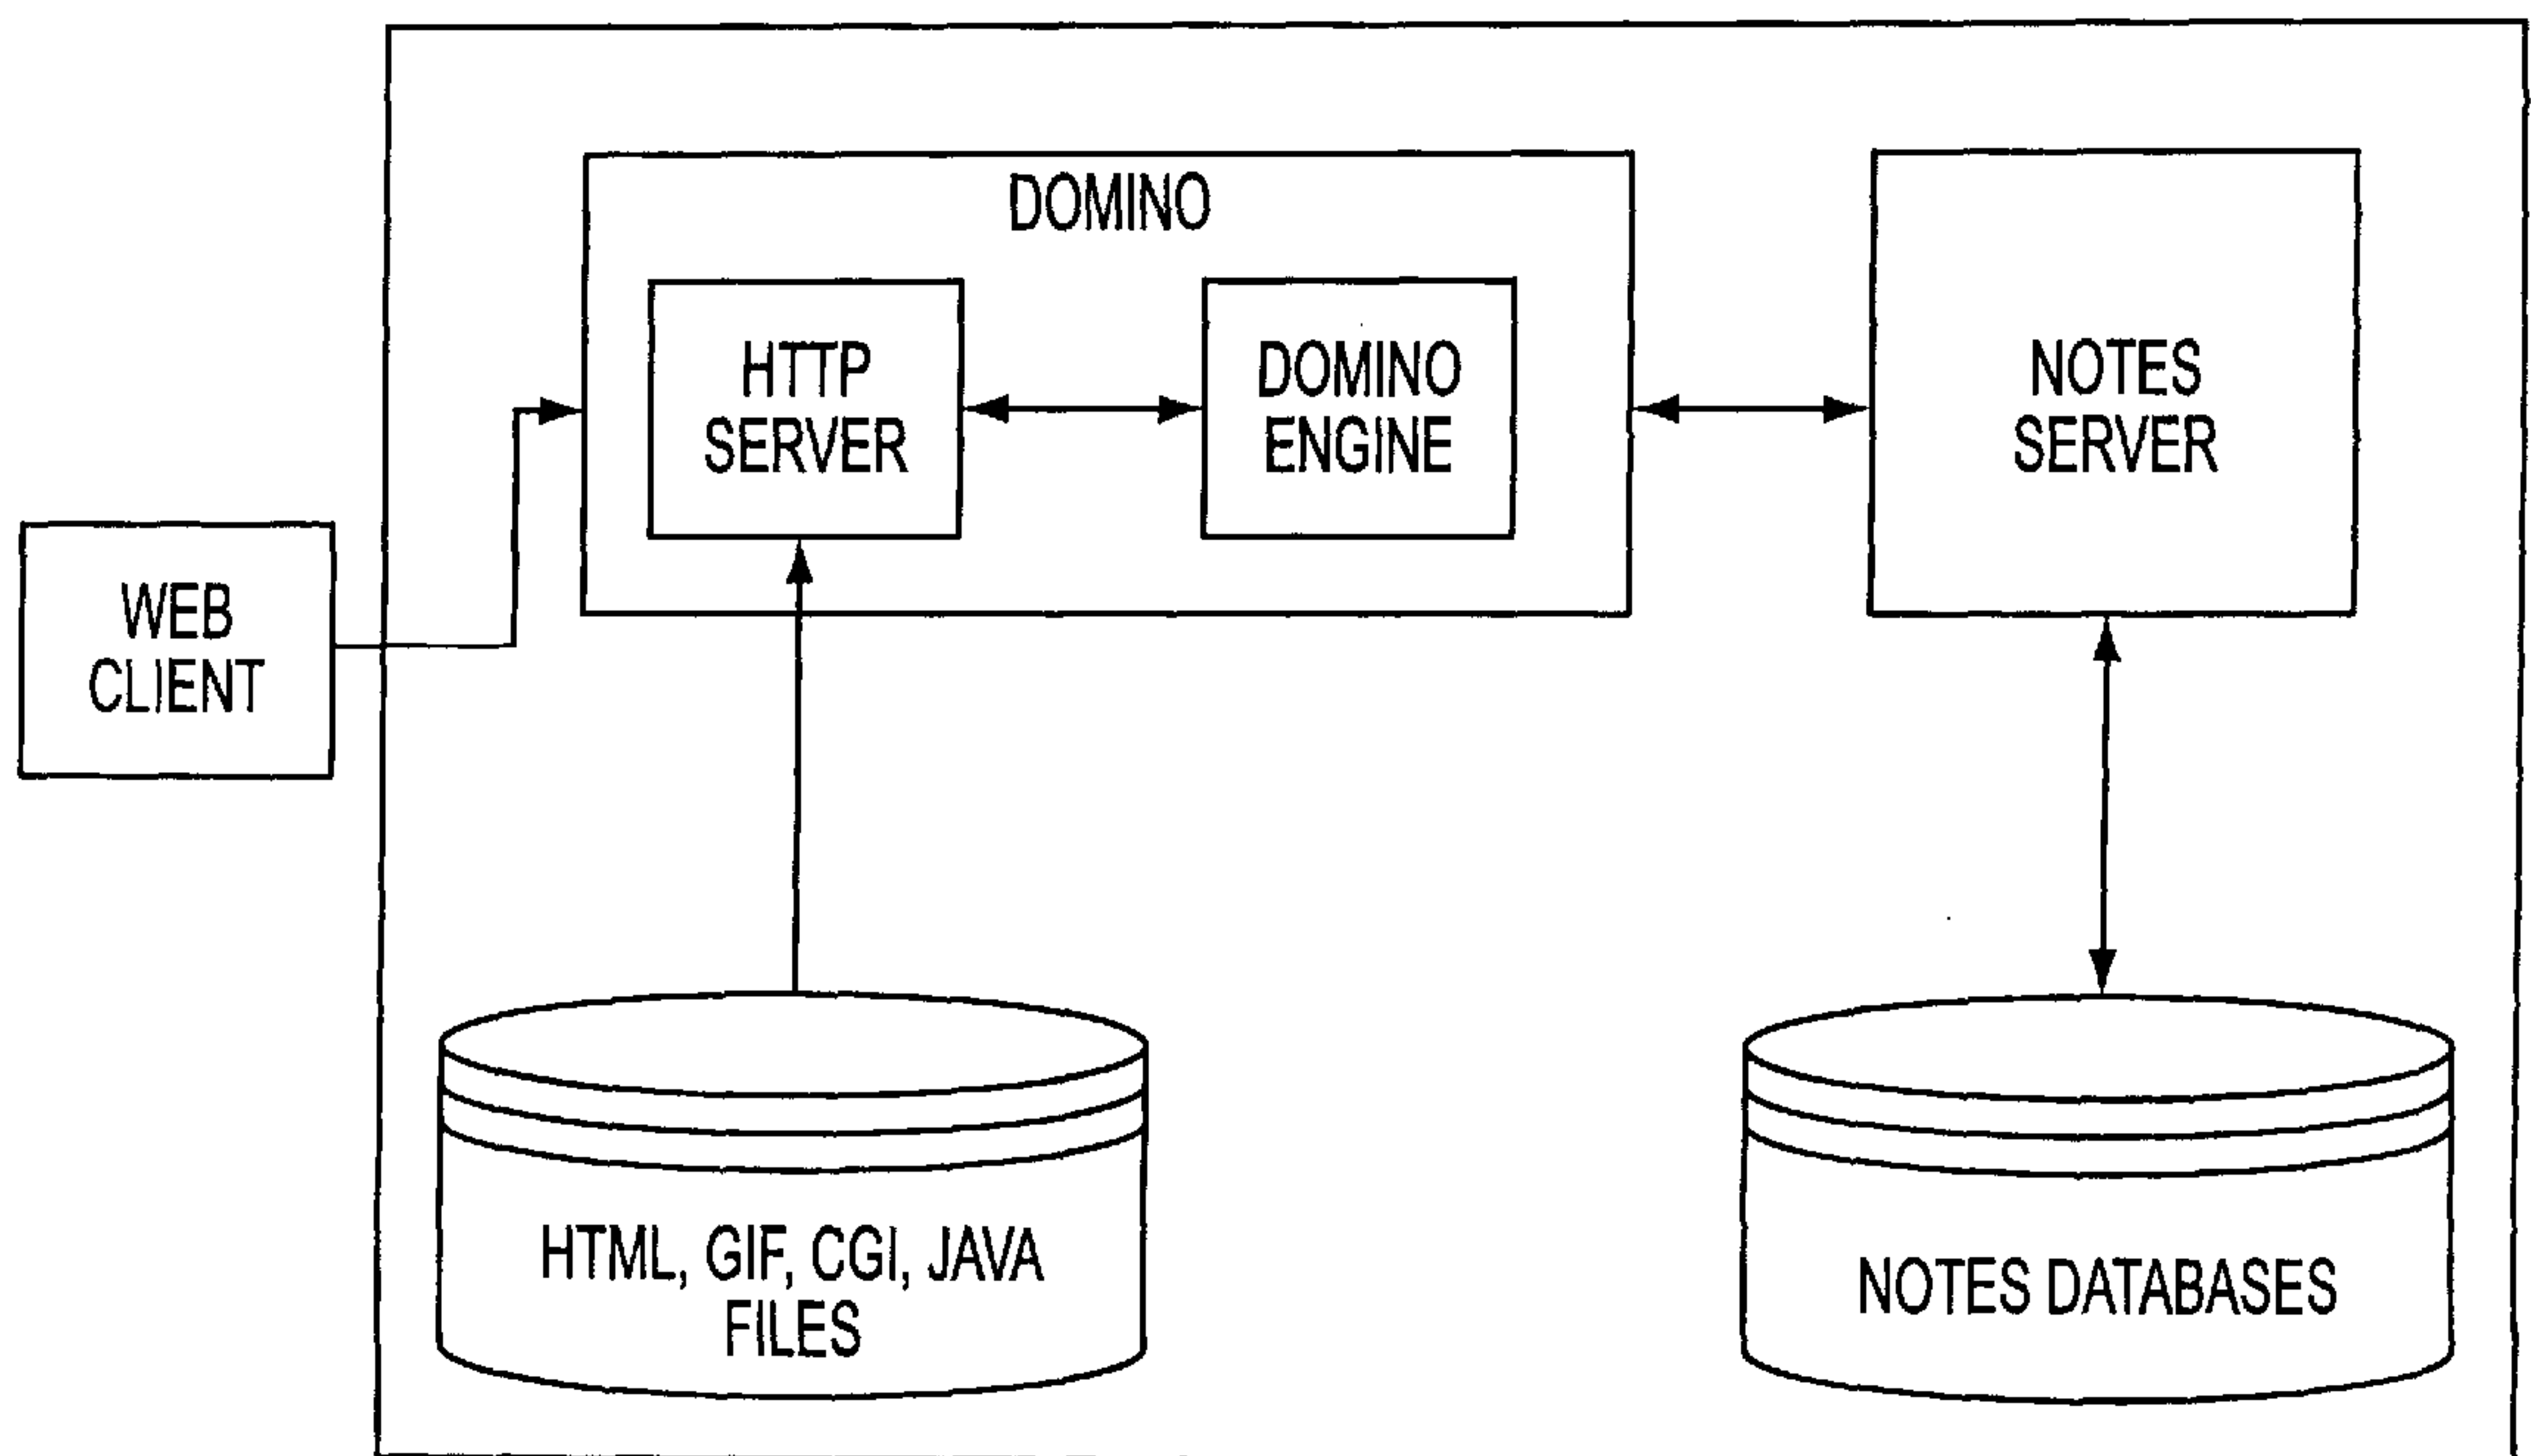 DOMINO
HTTP
SERVER
DOMINO
ENGINE
NOTES
SERVER
WEB
CLIENT
HTML, GIF, CGI, JAVA
FILES
NOTES DATABASES